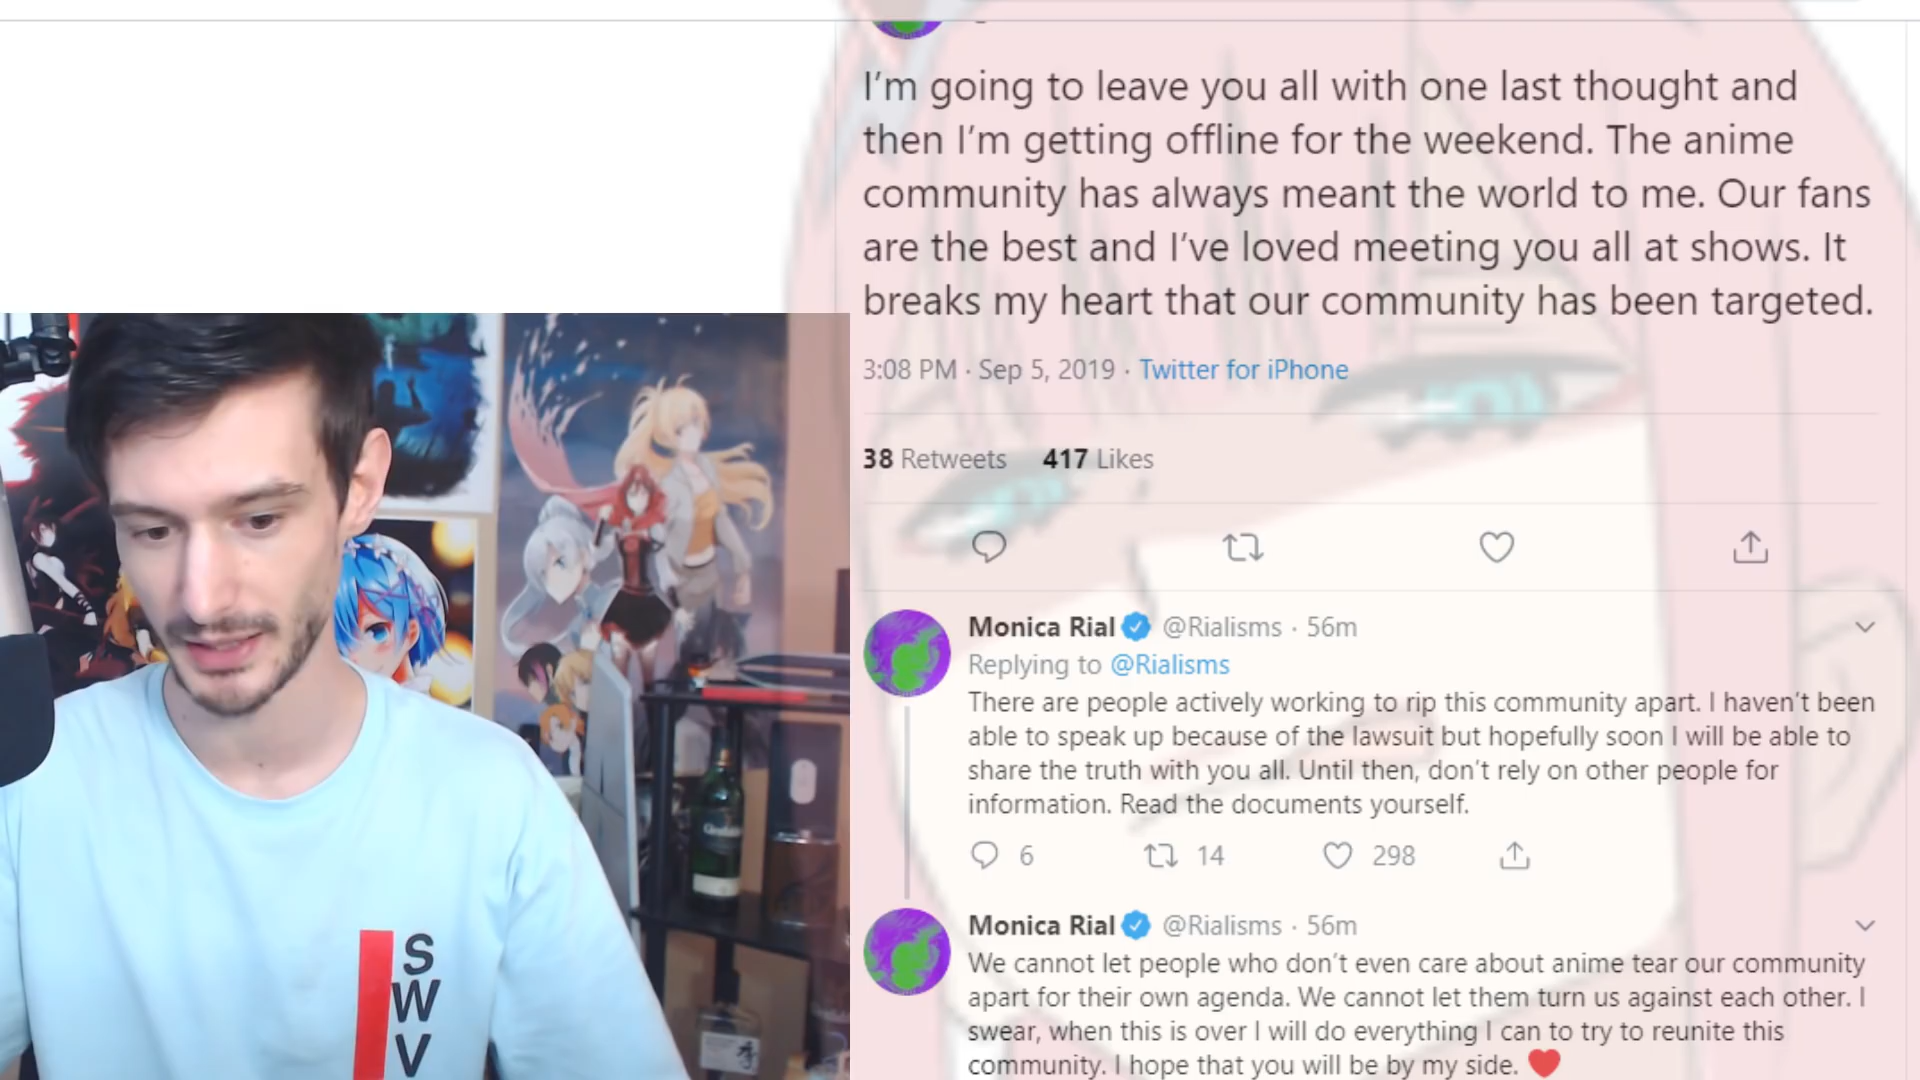 I'm going to leave you all with one last thought and
then I'm getting offline for the weekend. The anime
community has always meant the world to me. Our fans
are the best and I've loved meeting you all at shows. It
breaks my heart that our community has been targeted.
3:08 PM · Sep 5, 2019 · Twitter for iPhone
38 Retweets 417 Likes
Monica Rial @Rialisms · 56m
Replying to @Rialisms
There are people actively working to rip this community apart. I haven't been
able to speak up because of the lawsuit but hopefully soon I will be able to
share the truth with you all. Until then, don't rely on other people for
information. Read the documents yourself.
6 14 298
Monica Rial @Rialisms · 56m
We cannot let people who don't even care about anime tear our community
apart for their own agenda. We cannot let them turn us against each other. I
swear, when this is over I will do everything I can to try to reunite this
community. I hope that you will be by my side. ❤️
S
W
V